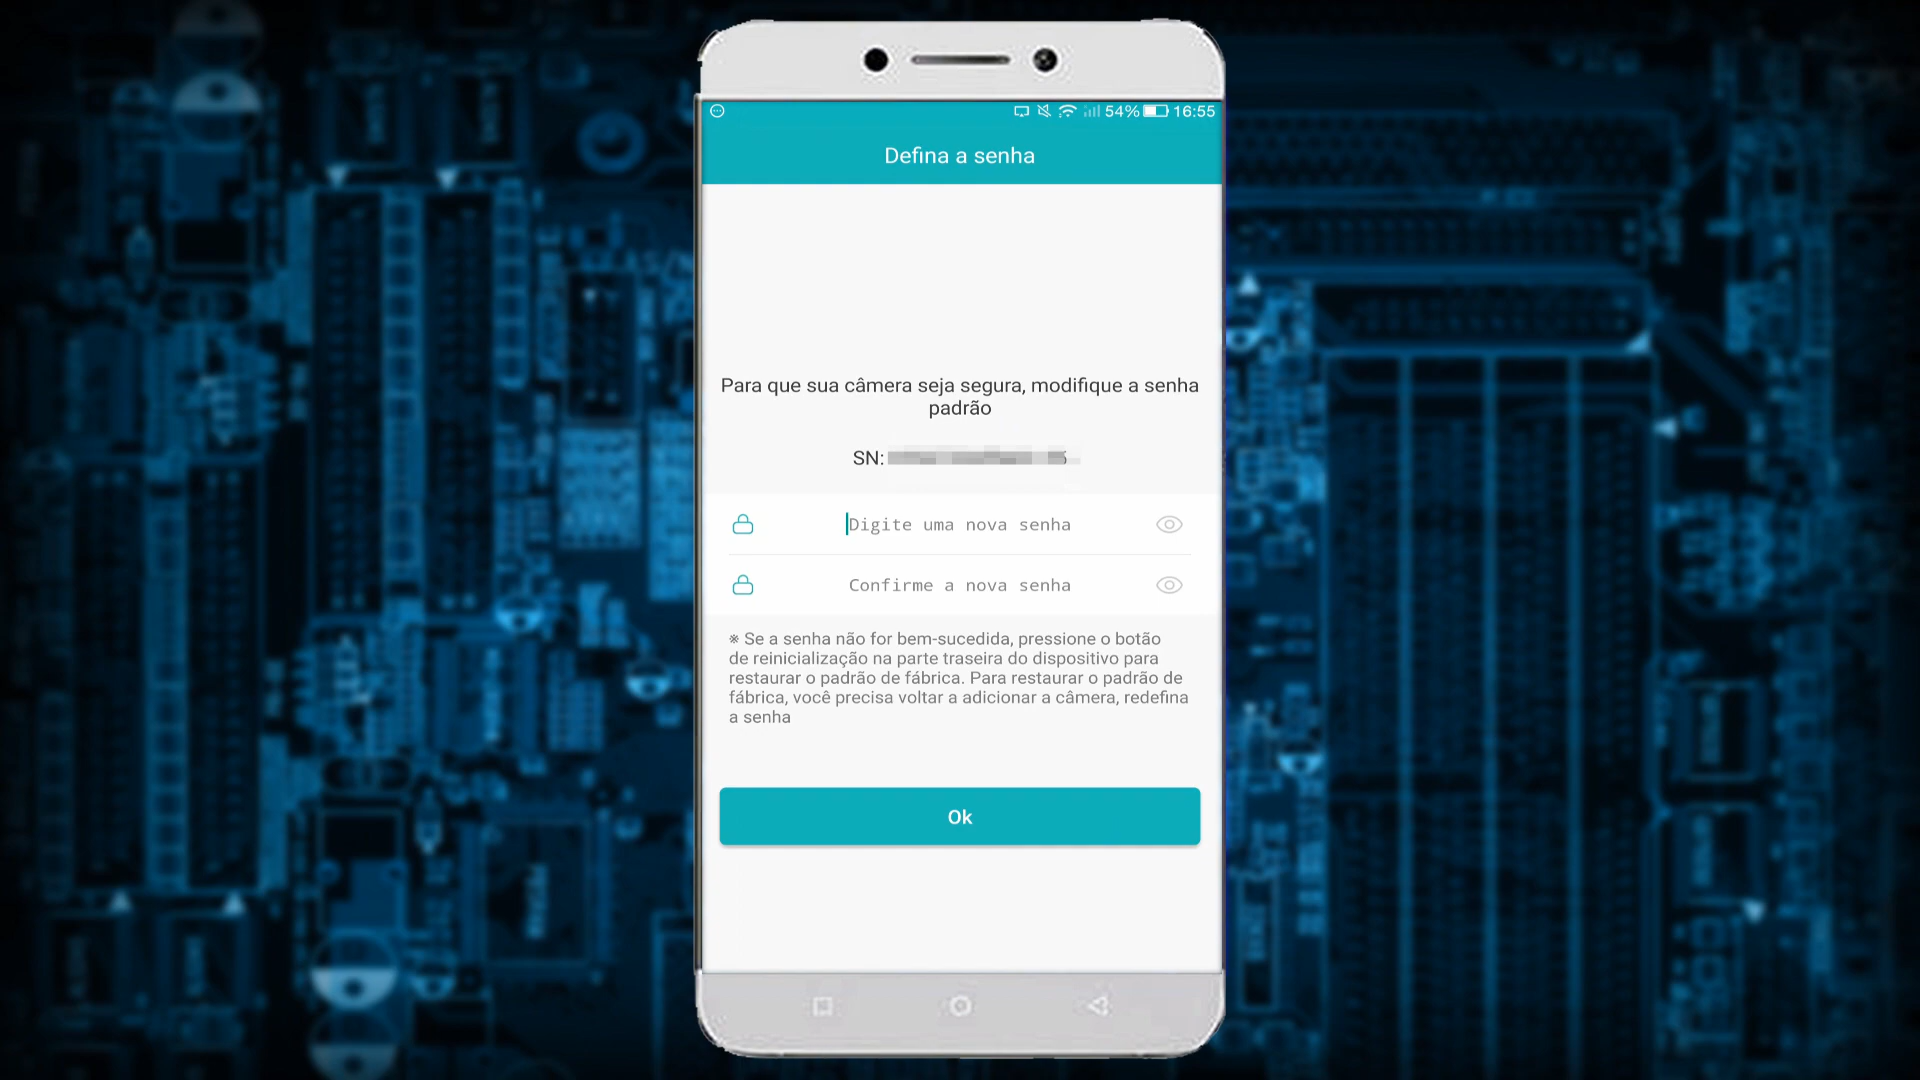 54% 16:55
Defina a senha
Para que sua câmera seja segura, modifique a senha
padrão
SN:
Digite uma nova senha
Confirme a nova senha
※ Se a senha não for bem-sucedida, pressione o botão
de reinicialização na parte traseira do dispositivo para
restaurar o padrão de fábrica. Para restaurar o padrão de
fábrica, você precisa voltar a adicionar a câmera, redefina
a senha
Ok